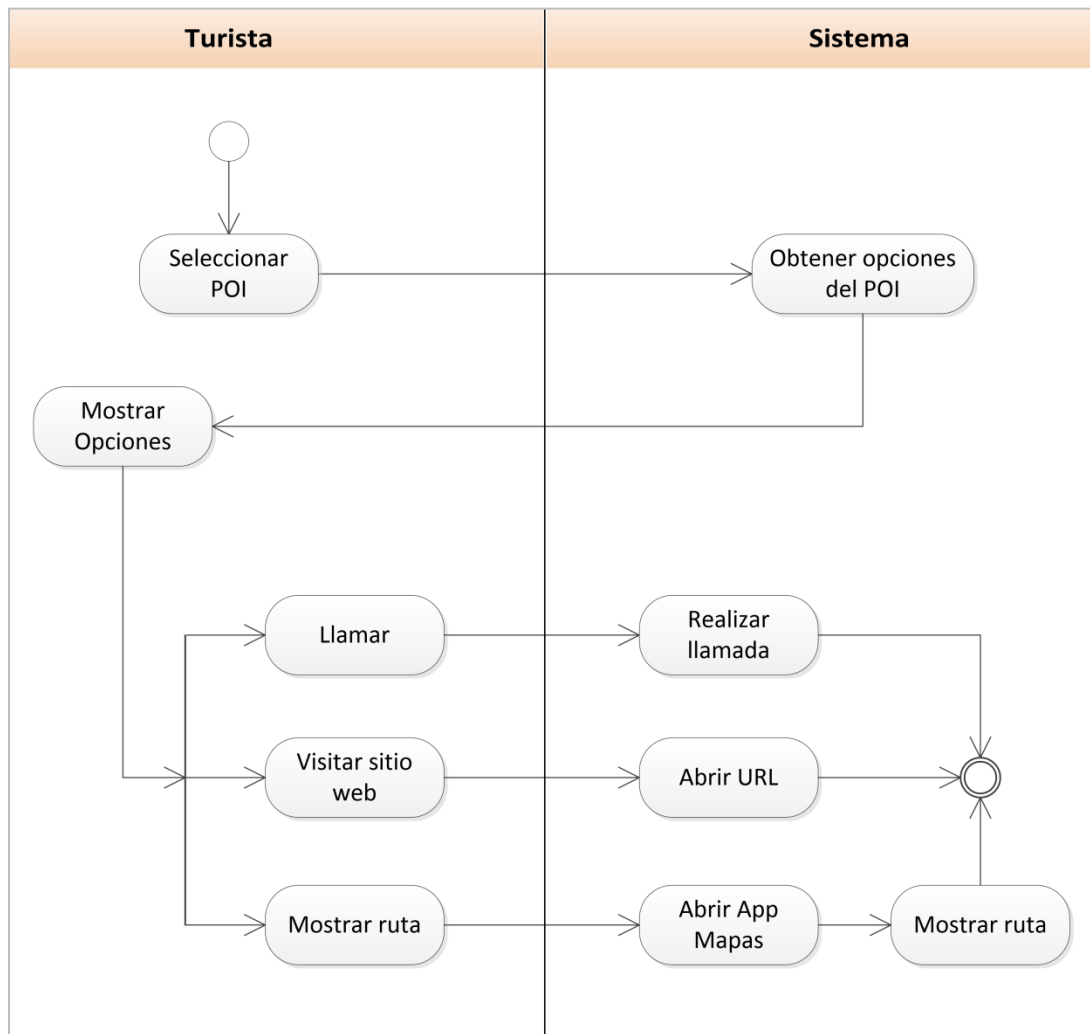 Turista
Sistema
Seleccionar
POI
Obtener opciones
del POI
Mostrar
Opciones
Llamar
Realizar
llamada
Visitar sitio
web
Abrir URL
Mostrar ruta
Abrir App
Mapas
Mostrar ruta